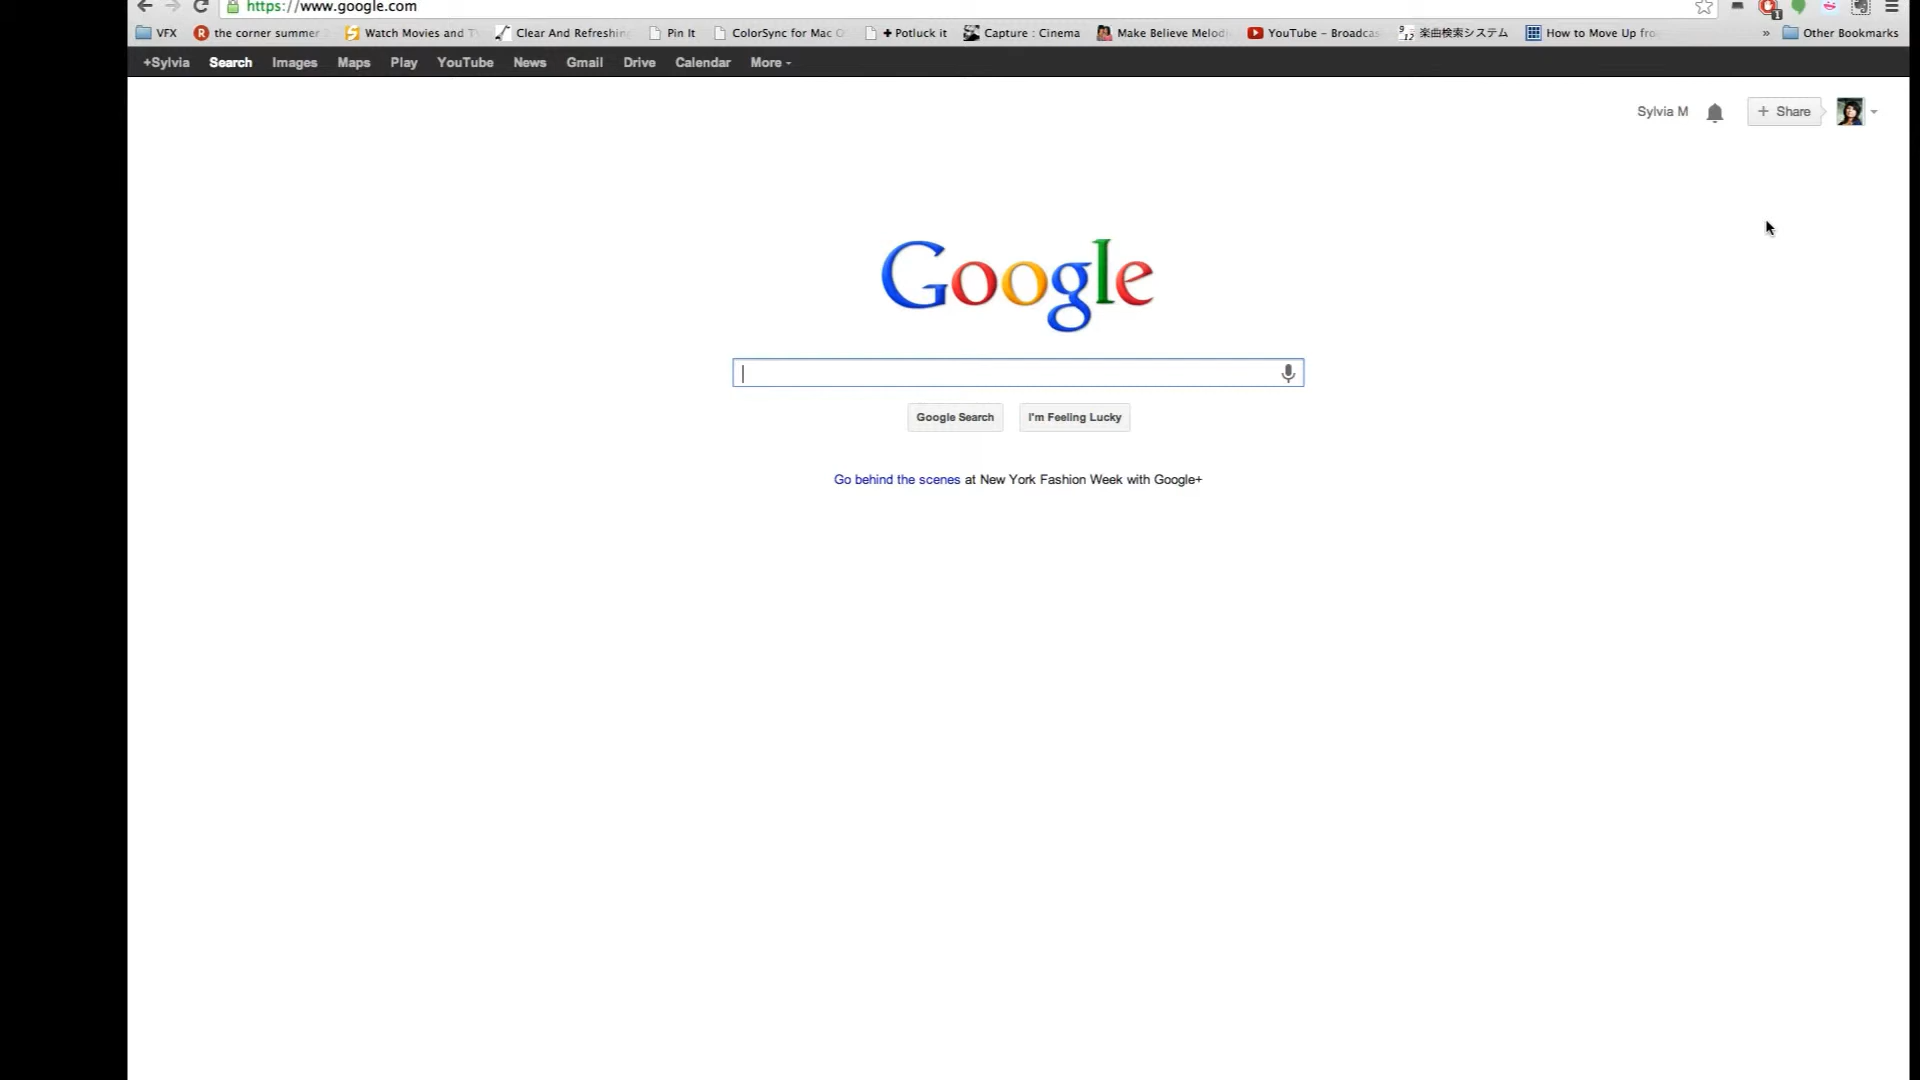 https://www.google.com
VFX the corner summer Watch Movies and T Clear And Refreshin Pin It ColorSync for Mac O + Potluck it Capture : Cinema Make Believe Melod YouTube – Broadcas 楽曲検索システム How to Move Up fro » Other Bookmarks
+Sylvia Search Images Maps Play YouTube News Gmail Drive Calendar More
Sylvia M + Share
Google
Google Search I'm Feeling Lucky
Go behind the scenes at New York Fashion Week with Google+